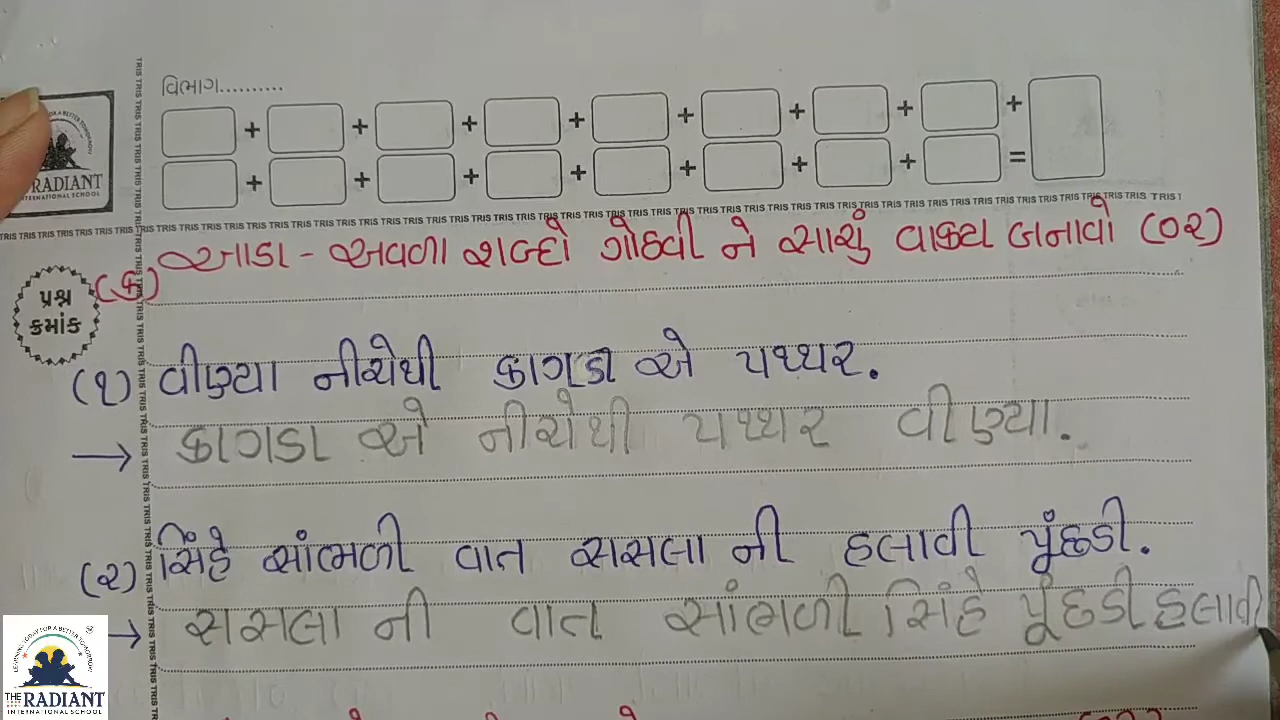 વિભાગ..........
RADIANT
INTERNATIONAL SCHOOL
પ્રશ્ન
ક્રમાંક
(ક) આડા - અવળા શબ્દો ગોઠવી ને સાચું વાક્ય બનાવો (૦૨)
(૧) વીણ્યા નીચેથી કાગડા એ પથ્થર.
→ કાગડા એ નીચેથી પથ્થર વીણ્યા.
(૨) સિંહે સાંભળી વાત સસલા ની હલાવી પૂંછડી.
→ સસલા ની વાત સાંભળી સિંહે પૂંછડી હલાવી
THE RADIANT
INTERNATIONAL SCHOOL